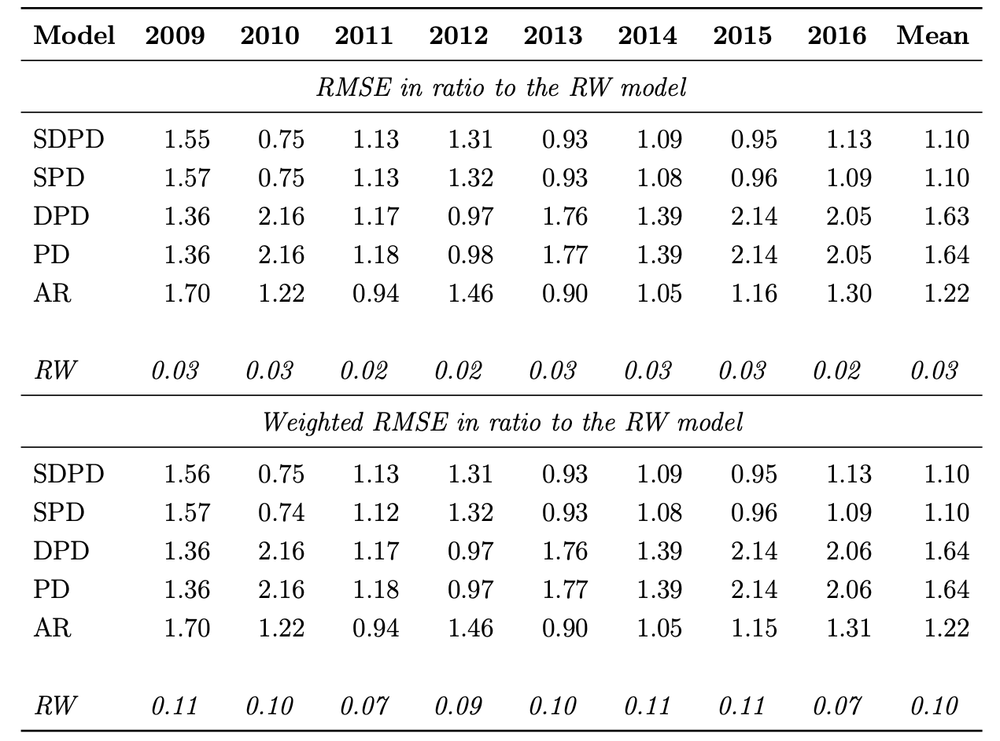 Model 2009 2010 2011 2012 2013 2014 2015 2016 Mean
RMSE in ratio to the RW model
SDPD 1.55 0.75 1.13 1.31 0.93 1.09 0.95 1.13 1.10
SPD 1.57 0.75 1.13 1.32 0.93 1.08 0.96 1.09 1.10
DPD 1.36 2.16 1.17 0.97 1.76 1.39 2.14 2.05 1.63
PD 1.36 2.16 1.18 0.98 1.77 1.39 2.14 2.05 1.64
AR 1.70 1.22 0.94 1.46 0.90 1.05 1.16 1.30 1.22
RW 0.03 0.03 0.02 0.02 0.03 0.03 0.03 0.02 0.03
Weighted RMSE in ratio to the RW model
SDPD 1.56 0.75 1.13 1.31 0.93 1.09 0.95 1.13 1.10
SPD 1.57 0.74 1.12 1.32 0.93 1.08 0.96 1.09 1.10
DPD 1.36 2.16 1.17 0.97 1.76 1.39 2.14 2.06 1.64
PD 1.36 2.16 1.18 0.97 1.77 1.39 2.14 2.06 1.64
AR 1.70 1.22 0.94 1.46 0.90 1.05 1.15 1.31 1.22
RW 0.11 0.10 0.07 0.09 0.10 0.11 0.11 0.07 0.10